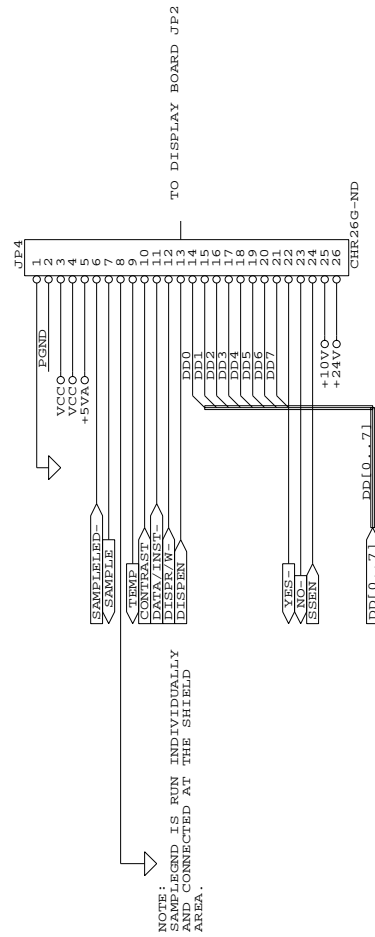 JP4
1
2
3
4
5
6
7
8
9
10
11
12
13
14
15
16
17
18
19
20
21
22
23
24
25
26
CHR26G-ND
TO DISPLAY BOARD JP2
PGND
VCC
VCC
+5VA
SAMPLELED-
SAMPLE
TEMP
CONTRAST
DATA/INST-
DISPR/W-
DISPEN
DD0
DD1
DD2
DD3
DD4
DD5
DD6
DD7
YES-
NO-
SSEN
+10V
+24V
DD[0..7]
DD[0..7]
NOTE:
SAMPLEGND IS RUN INDIVIDUALLY
AND CONNECTED AT THE SHIELD
AREA.